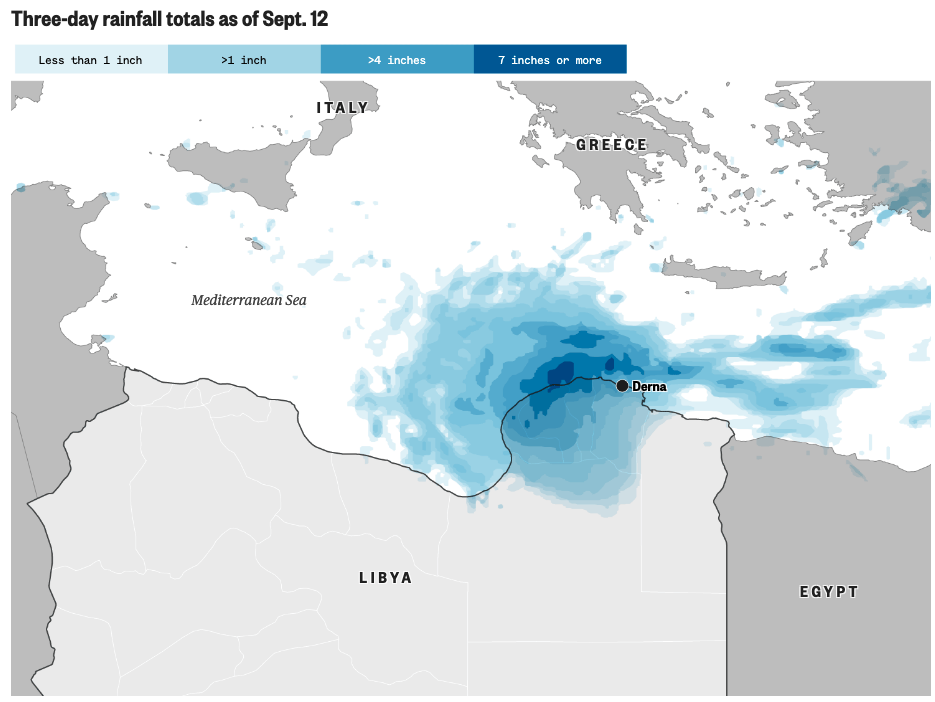 Three-day rainfall totals as of Sept. 12
Less than 1 inch >1 inch >4 inches 7 inches or more
ITALY
GREECE
Mediterranean Sea
Derna
LIBYA
EGYPT